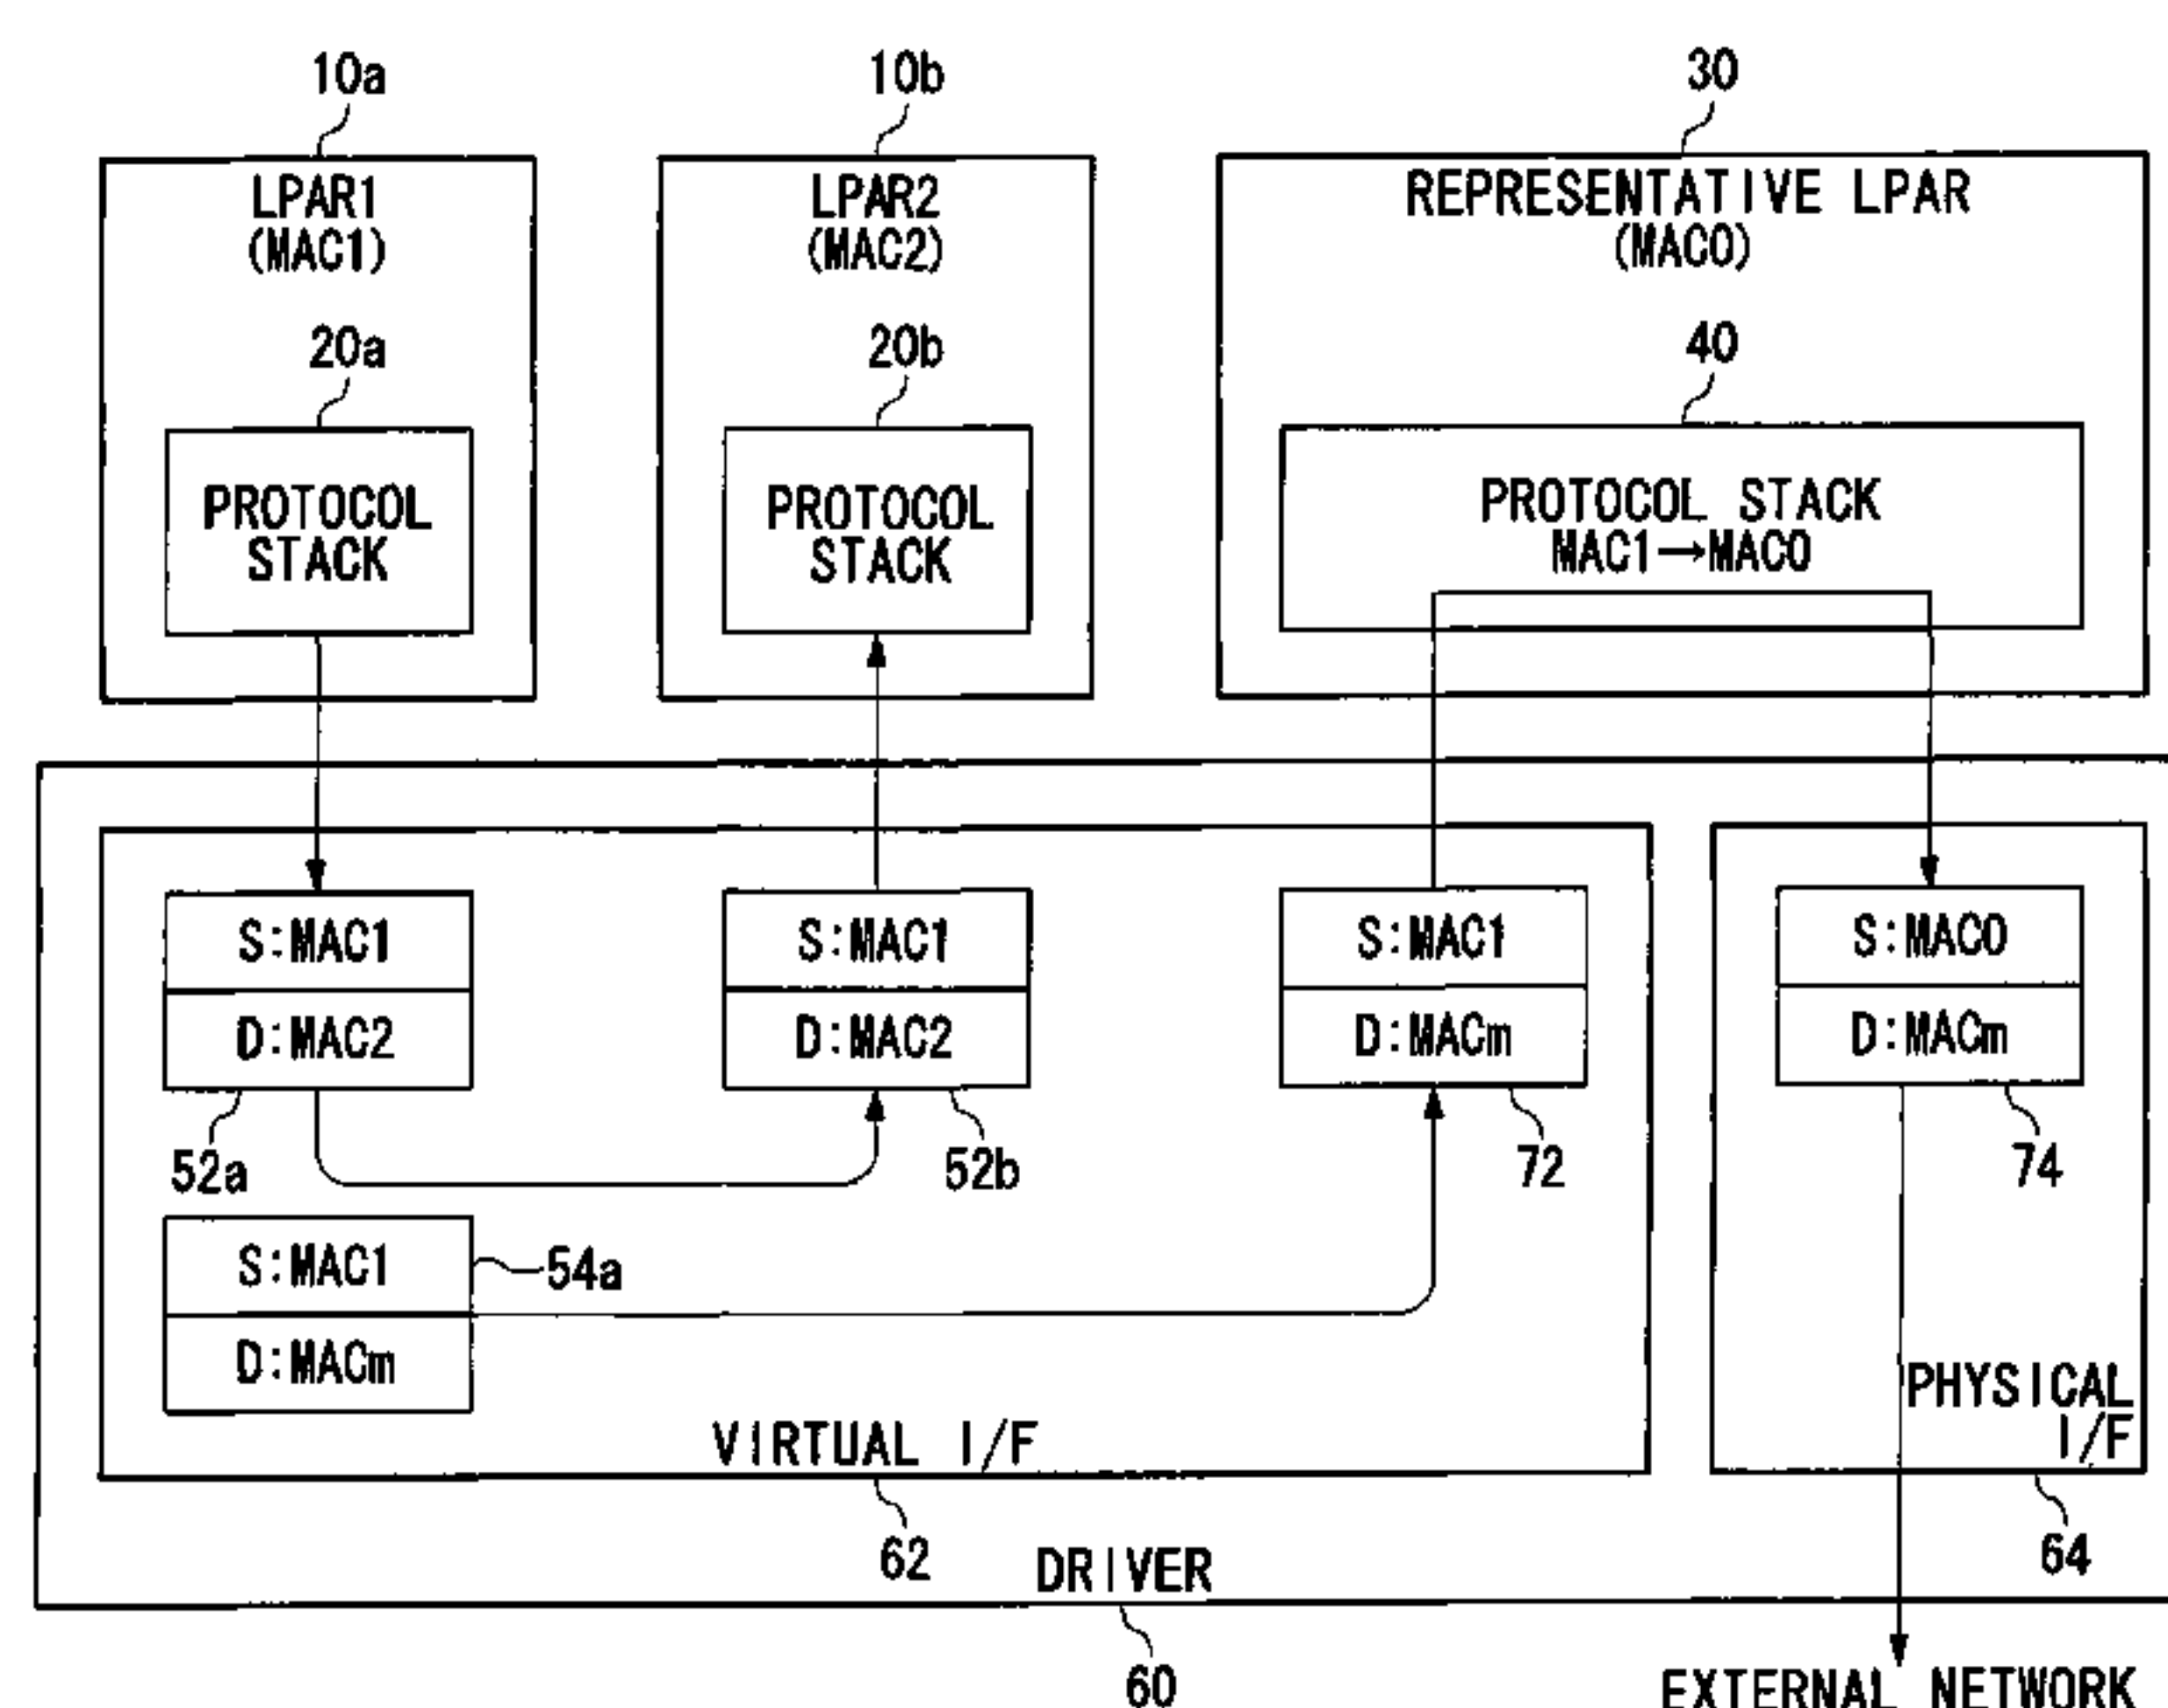 10a
10b
30
LPAR1
(MAC1)
LPAR2
(MAC2)
REPRESENTATIVE LPAR
(MAC0)
20a
20b
40
PROTOCOL
STACK
PROTOCOL
STACK
PROTOCOL STACK
MAC1→MAC0
S:MAC1
D:MAC2
S:MAC1
D:MAC2
S:MAC1
D:MACm
S:MAC0
D:MACm
52a
52b
72
74
S:MAC1
D:MACm
54a
VIRTUAL I/F
PHYSICAL
I/F
62
64
DRIVER
60
EXTERNAL NETWORK